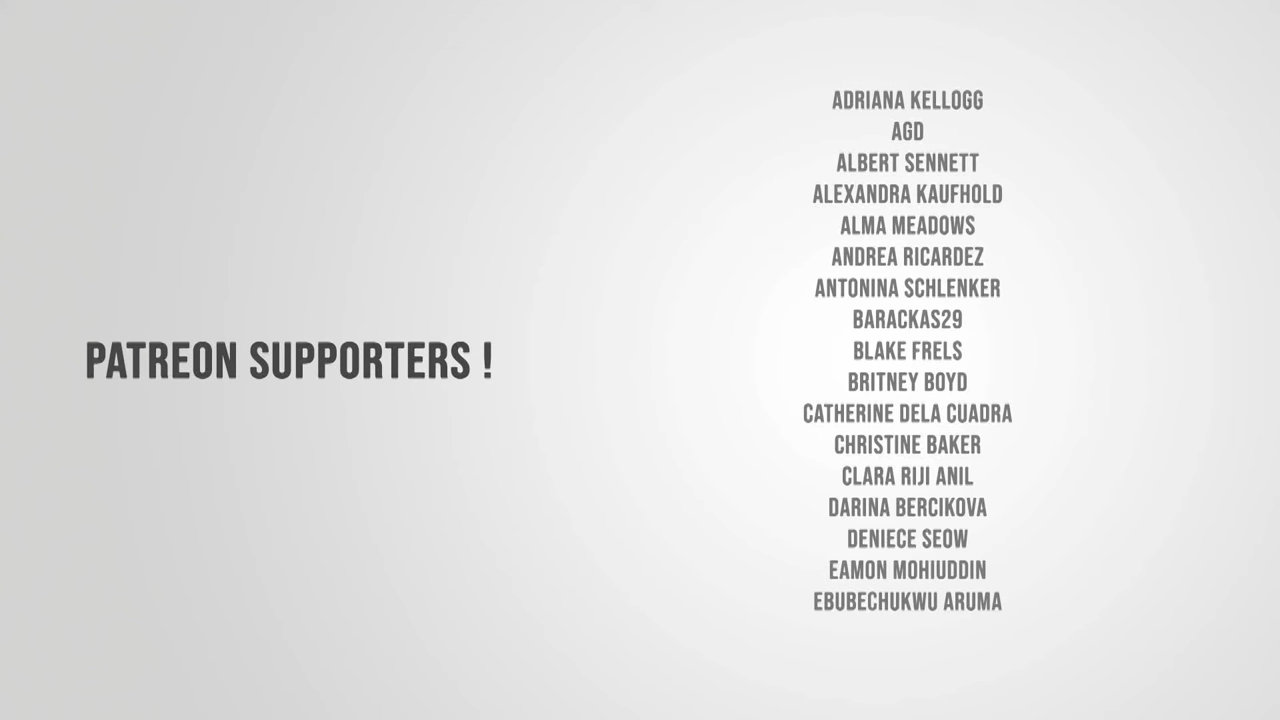 PATREON SUPPORTERS !
ADRIANA KELLOGG
AGD
ALBERT SENNETT
ALEXANDRA KAUFHOLD
ALMA MEADOWS
ANDREA RICARDEZ
ANTONINA SCHLENKER
BARACKAS29
BLAKE FRELS
BRITNEY BOYD
CATHERINE DELA CUADRA
CHRISTINE BAKER
CLARA RIJI ANIL
DARINA BERCIKOVA
DENIECE SEOW
EAMON MOHIUDDIN
EBUBECHUKWU ARUMA